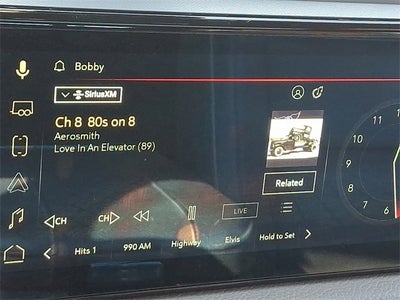 Bobby
SiriusXM
Ch 8 80s on 8
Aerosmith
Love In An Elevator (89)
Related
CH
CH
LIVE
Hits 1
990 AM
Highway
Elvis
Hold to Set
11
10
9
8
7
6